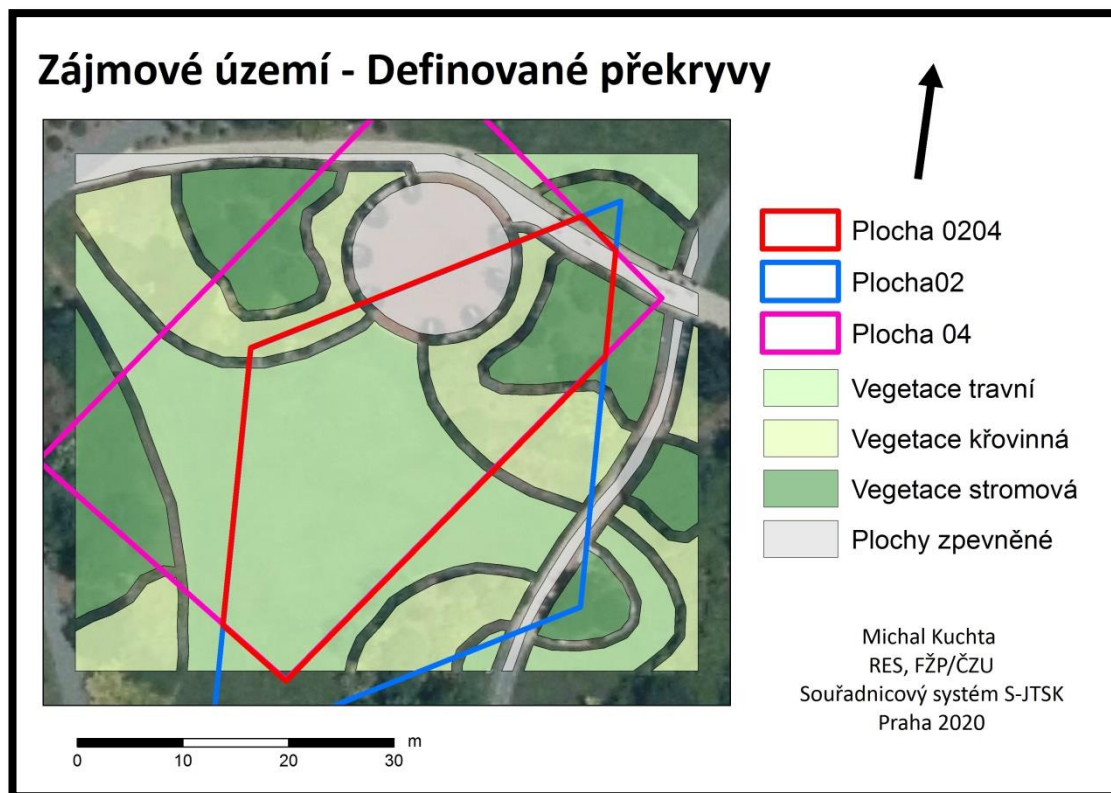 Zájmové území - Definované překryvy
Plocha 0204
Plocha02
Plocha 04
Vegetace travní
Vegetace křovinná
Vegetace stromová
Plochy zpevněné
Michal Kuchta
RES, FŽP/ČZU
Souřadnicový systém S-JTSK
Praha 2020
0 10 20 30 m